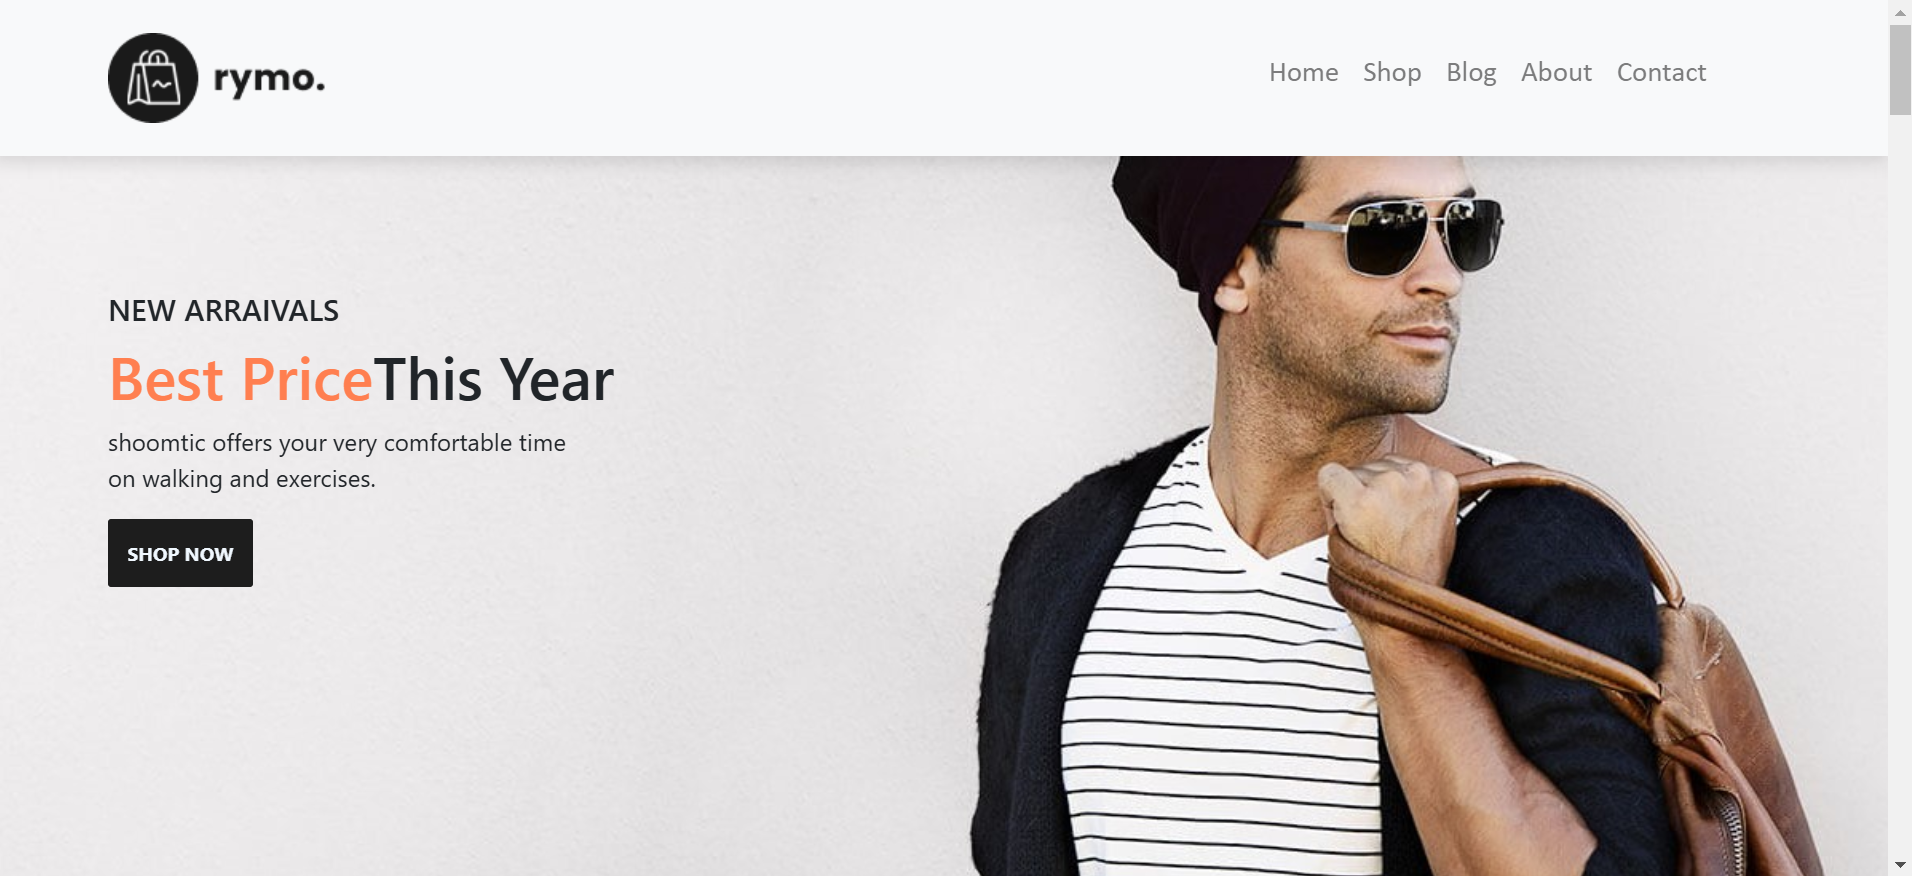 rymo.
Home Shop Blog About Contact
NEW ARRAIVALS
Best PriceThis Year
shoomtic offers your very comfortable time
on walking and exercises.
SHOP NOW